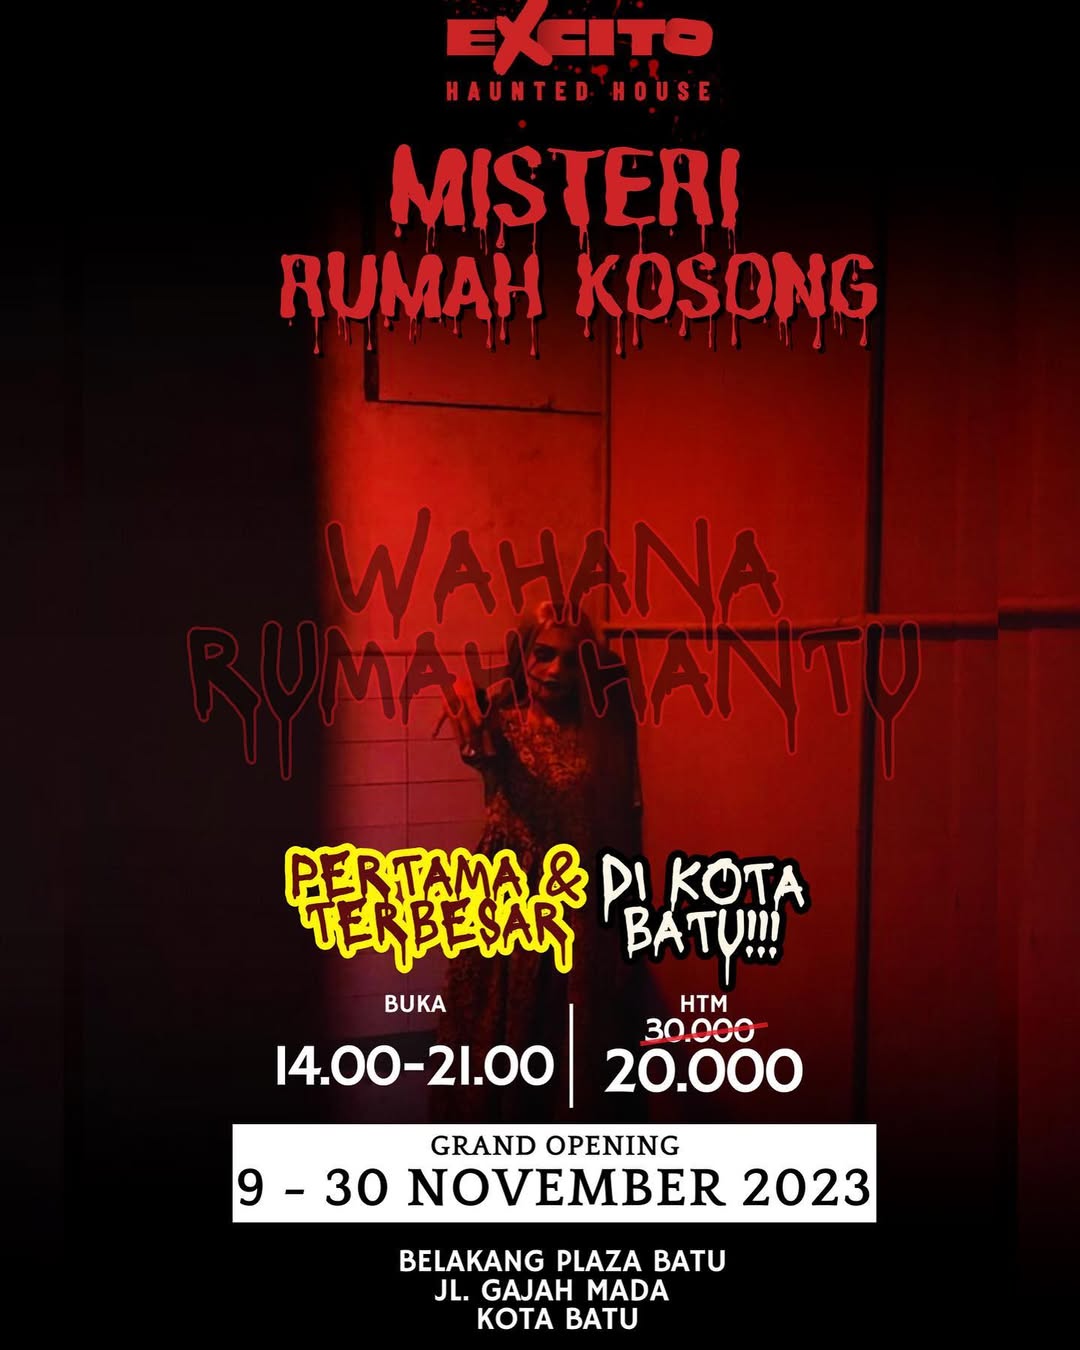 EXCITO
HAUNTED HOUSE
MISTERI
RUMAH KOSONG
WAHANA
RUMAH HANTU
PERTAMA &
TERBESAR
DI KOTA
BATU!!!
BUKA
14.00-21.00
HTM
30.000
20.000
GRAND OPENING
9 - 30 NOVEMBER 2023
BELAKANG PLAZA BATU
JL. GAJAH MADA
KOTA BATU